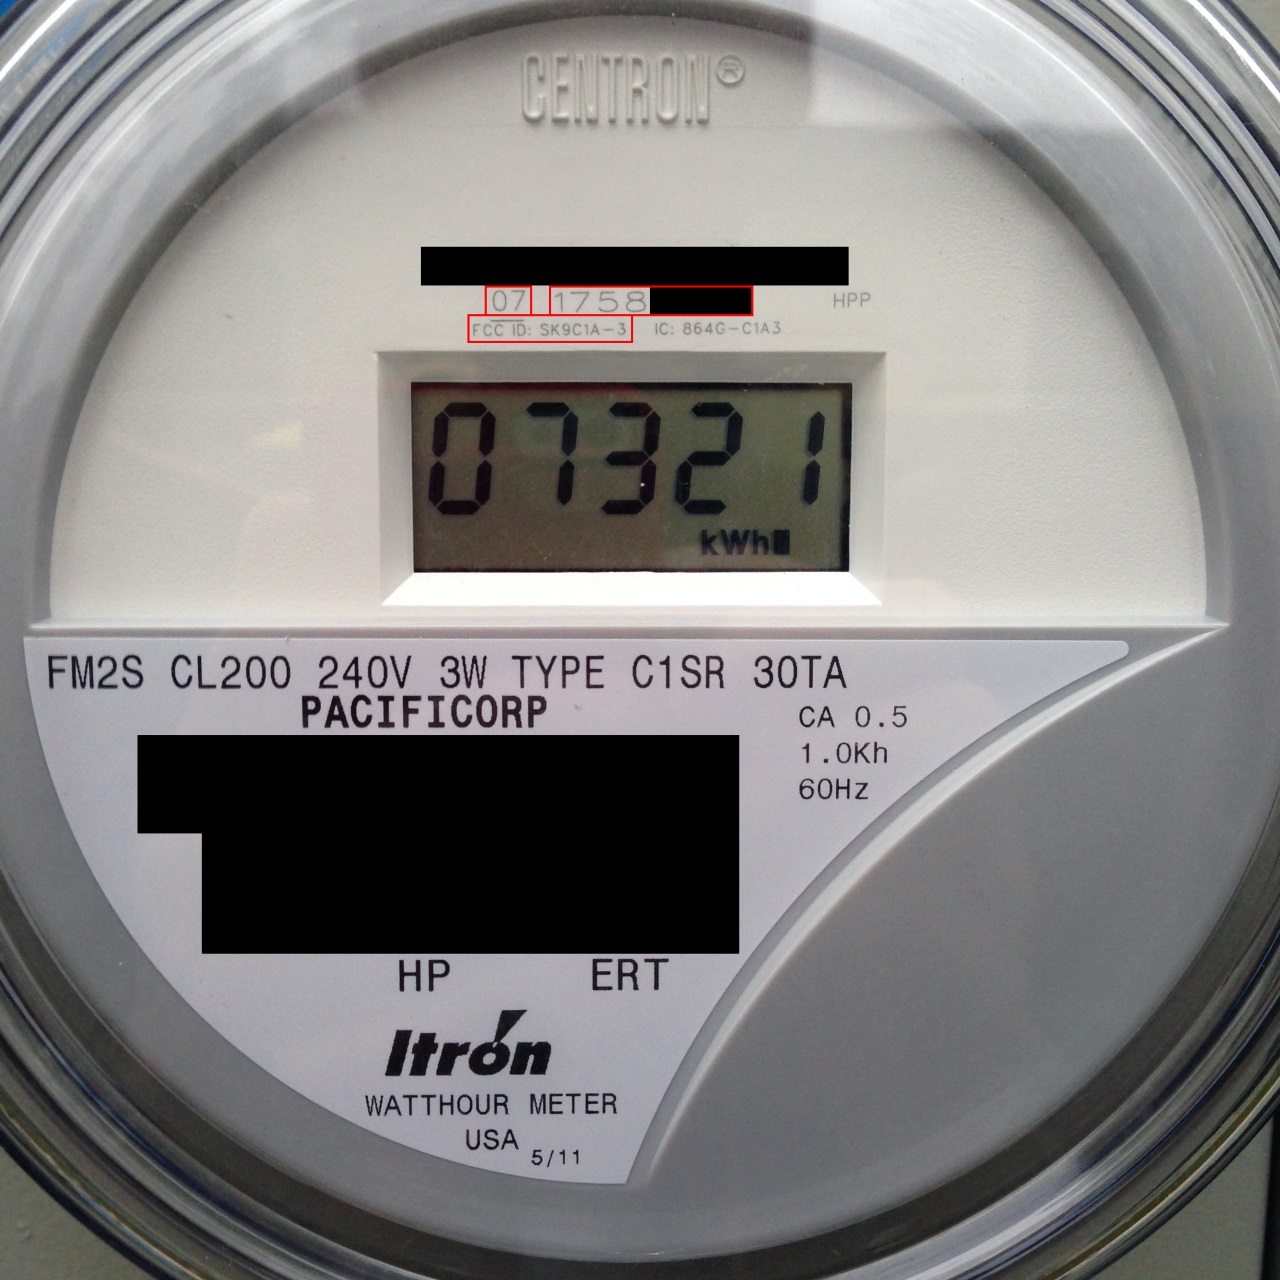 CENTRON®
07 1758 HPP
FCC ID: SK9C1A-3 IC: 864G-C1A3
07321
kWh
FM2S CL200 240V 3W TYPE C1SR 30TA
PACIFICORP
CA 0.5
1.0Kh
60Hz
HP ERT
Itron
WATTHOUR METER
USA 5/11